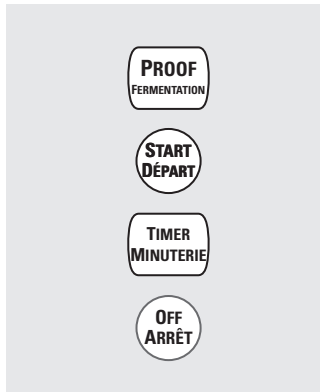 PROOF
FERMENTATION
START
DÉPART
TIMER
MINUTERIE
OFF
ARRÊT